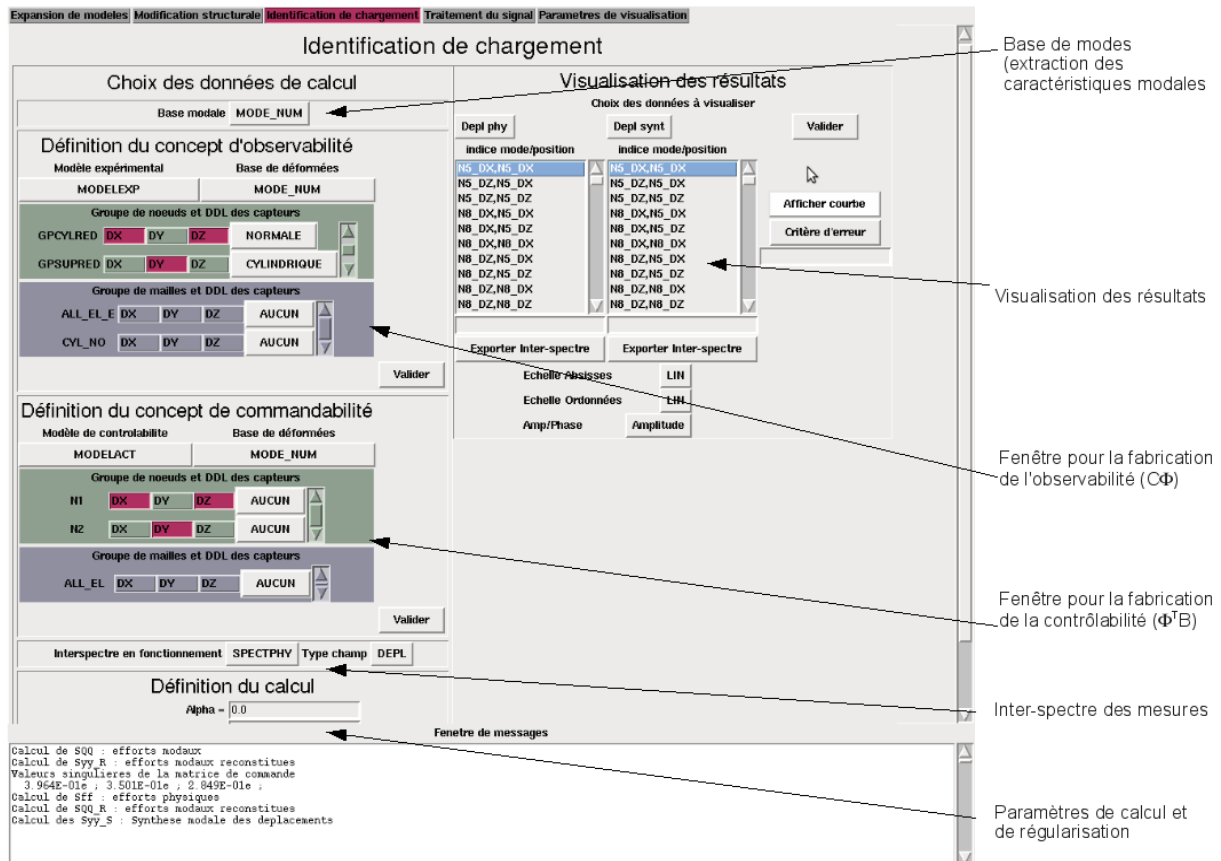 Expansion de modeles Modification structurale Identification de chargement Traitement du signal Parametres de visualisation
Identification de chargement
Choix des données de calcul
Base modale MODE_NUM
Définition du concept d'observabilité
Modèle expérimental Base de déformées
MODELEXP MODE_NUM
Groupe de noeuds et DDL des capteurs
GPCYLRED DX DY DZ NORMALE
GPSUPRED DX DY DZ CYLINDRIQUE
Groupe de mailles et DDL des capteurs
ALL_EL_E DX DY DZ AUCUN
CYL_NO DX DY DZ AUCUN
Valider
Définition du concept de commandabilité
Modèle de controlabilite Base de déformées
MODELACT MODE_NUM
Groupe de noeuds et DDL des capteurs
N1 DX DY DZ AUCUN
N2 DX DY DZ AUCUN
Groupe de mailles et DDL des capteurs
ALL_EL DX DY DZ AUCUN
Valider
Interspectre en fonctionnement SPECTPHY Type champ DEPL
Définition du calcul
Alpha = 0.0
Visualisation des résultats
Choix des données à visualiser
Depl phy Depl synt Valider
indice mode/position indice mode/position
N5_DX,N5_DX N5_DX,N5_DX
N5_DZ,N5_DX N5_DZ,N5_DX
N5_DZ,N5_DZ N5_DZ,N5_DZ
N8_DX,N5_DX N8_DX,N5_DX
N8_DX,N5_DZ N8_DX,N5_DZ
N8_DX,N8_DX N8_DX,N8_DX
N8_DZ,N5_DX N8_DZ,N5_DX
N8_DZ,N5_DZ N8_DZ,N5_DZ
N8_DZ,N8_DX N8_DZ,N8_DX
N8_DZ,N8_DZ N8_DZ,N8_DZ
Afficher courbe
Critère d'erreur
Exporter Inter-spectre Exporter Inter-spectre
Echelle Absisses LIN
Echelle Ordonnées LIN
Amp/Phase Amplitude
Fenetre de messages
Calcul de SQQ : efforts modaux
Calcul de Syy_R : efforts modaux reconstitues
Valeurs singulieres de la matrice de commande
3.964E-01e ; 3.501E-01e ; 2.849E-01e ;
Calcul de Sff : efforts physiques
Calcul de SQQ_R : efforts modaux reconstitues
Calcul des Syy_S : Synthese modale des deplacements
Base de modes
(extraction des
caractéristiques modales
Visualisation des résultats
Fenêtre pour la fabrication
de l'observabilité (CΦ)
Fenêtre pour la fabrication
de la contrôlabilité (ΦᵀB)
Inter-spectre des mesures
Paramètres de calcul et
de régularisation